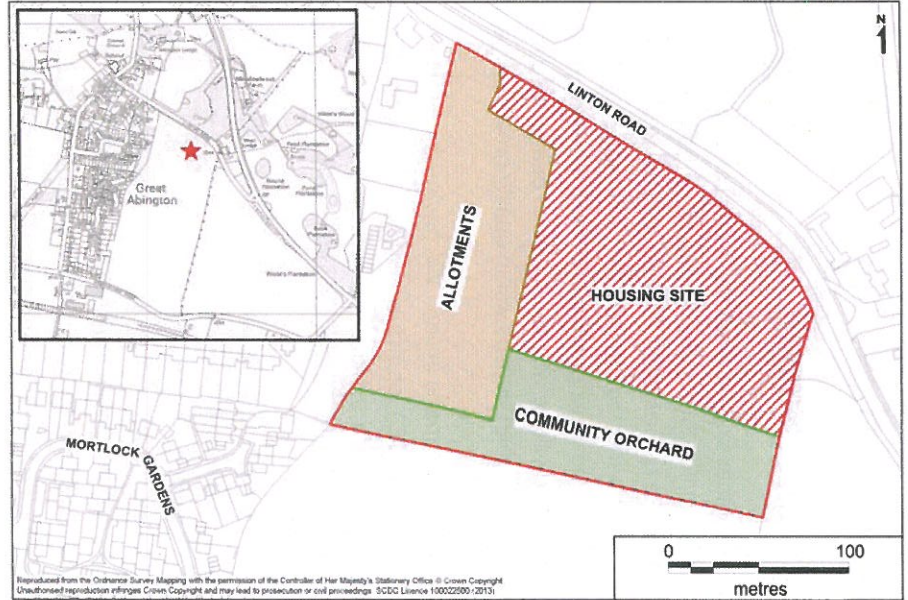 N
LINTON ROAD
Great
Abington
ALLOTMENTS
HOUSING SITE
COMMUNITY ORCHARD
MORTLOCK GARDENS
0 100
metres
Reproduced from the Ordnance Survey Mapping with the permission of the Controller of Her Majesty's Stationery Office © Crown Copyright
Unauthorised reproduction infringes Crown Copyright and may lead to prosecution or civil proceedings SCDC Licence 100022500 (2013)